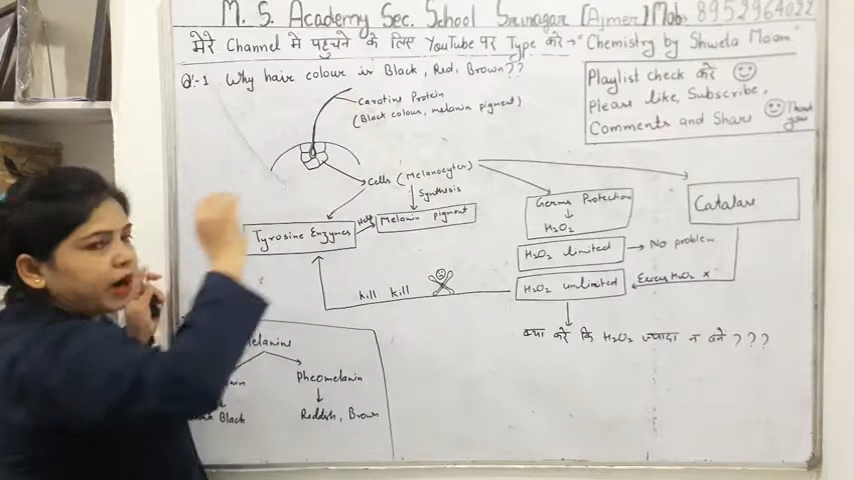 M. S. Academy Sec. School Srinagar (Ajmer) Mob. 8952964032
मेरे Channel मे पहुचने के लिए YouTube पर Type करे → "Chemistry by Shweta Maam"
Q.-1 Why hair colour is Black, Red, Brown??
Playlist check करे
Please like, Subscribe,
Comments and Share
Thank you
Caratine Protein
(Black colour, melanin pigment)
Cells (Melanocytes)
Synthesis
Tyrosine Enzymes
Help
Melanin pigment
Germs Protection
H2O2
Catalase
H2O2 limited → No problem
H2O2 unlimited
Excess H2O2 x
Kill Kill
क्या करे कि H2O2 ज्यादा न बने ???
Pheomelanin
Black
Reddish, Brown